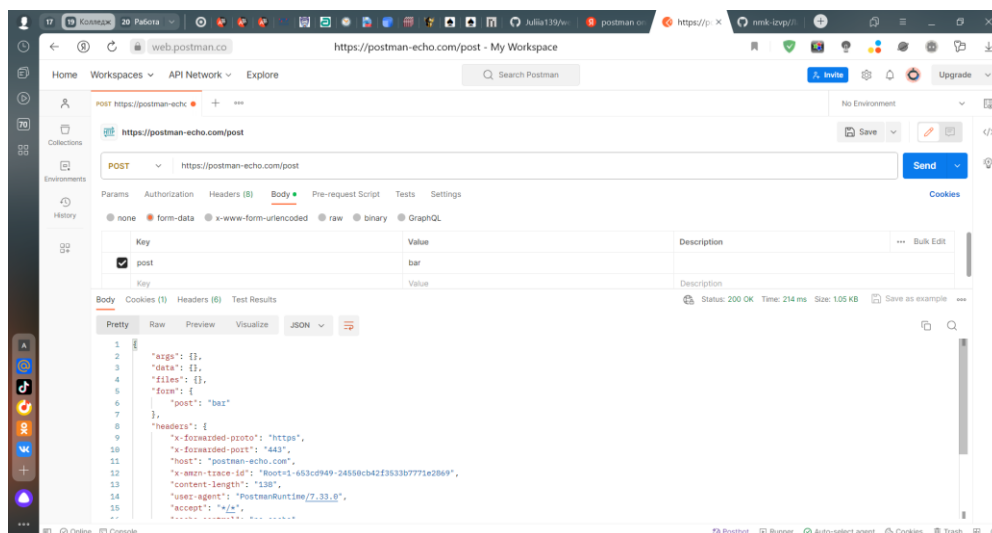 17 19 Колледж 20 Работа Juliia139/w postman on https://p nmk-izvp/
web.postman.co https://postman-echo.com/post - My Workspace
Home Workspaces API Network Explore Search Postman Invite Upgrade
POST https://postman-echc No Environment
https://postman-echo.com/post Save
70
Collections
POST https://postman-echo.com/post Send
Environments
Params Authorization Headers (8) Body Pre-request Script Tests Settings Cookies
History
none form-data x-www-form-urlencoded raw binary GraphQL
Key Value Description Bulk Edit
post bar
Key Value Description
Body Cookies (1) Headers (6) Test Results Status: 200 OK Time: 214 ms Size: 1.05 KB Save as example
Pretty Raw Preview Visualize JSON
1 {
2 "args": {},
3 "data": {},
4 "files": {},
5 "form": {
6 "post": "bar"
7 },
8 "headers": {
9 "x-forwarded-proto": "https",
10 "x-forwarded-port": "443",
11 "host": "postman-echo.com",
12 "x-amzn-trace-id": "Root=1-653cd949-24550cb42f3533b7771e2869",
13 "content-length": "138",
14 "user-agent": "PostmanRuntime/7.33.0",
15 "accept": "*/*",
Online Console Postbot Runner Auto-select agent Cookies Trash